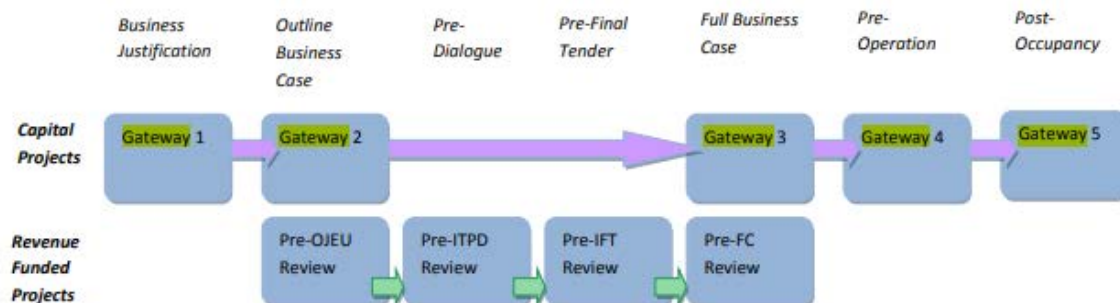 Business
Justification
Outline
Business
Case
Pre-
Dialogue
Pre-Final
Tender
Full Business
Case
Pre-
Operation
Post-
Occupancy
Capital
Projects
Gateway 1
Gateway 2
Gateway 3
Gateway 4
Gateway 5
Revenue
Funded
Projects
Pre-OJEU
Review
Pre-ITPD
Review
Pre-IFT
Review
Pre-FC
Review